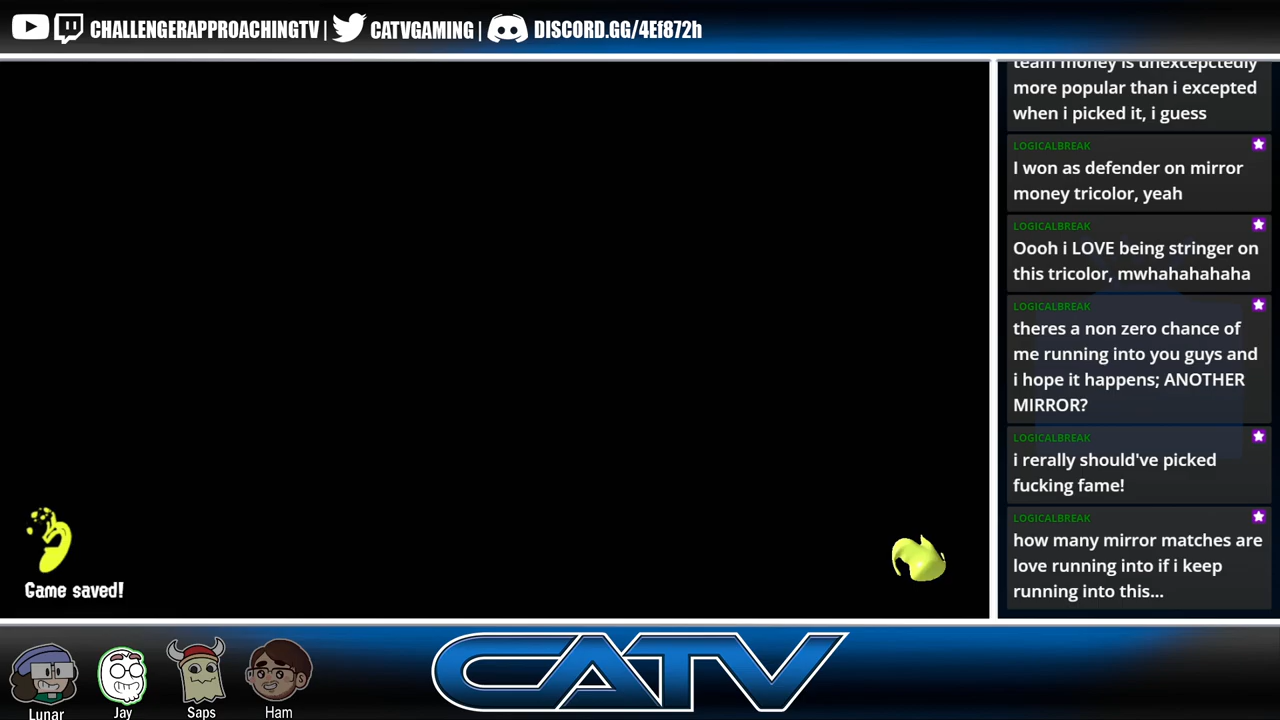 CHALLENGERAPPROACHINGTV | CATVGAMING | DISCORD.GG/4Ef872h
team money is unexcepctedly
more popular than i excepted
when i picked it, i guess
LOGICALBREAK
I won as defender on mirror
money tricolor, yeah
LOGICALBREAK
Oooh i LOVE being stringer on
this tricolor, mwhahahahaha
LOGICALBREAK
theres a non zero chance of
me running into you guys and
i hope it happens; ANOTHER
MIRROR?
LOGICALBREAK
i rerally should've picked
fucking fame!
LOGICALBREAK
how many mirror matches are
love running into if i keep
running into this...
Game saved!
Lunar
Jay
Saps
Ham
CATV